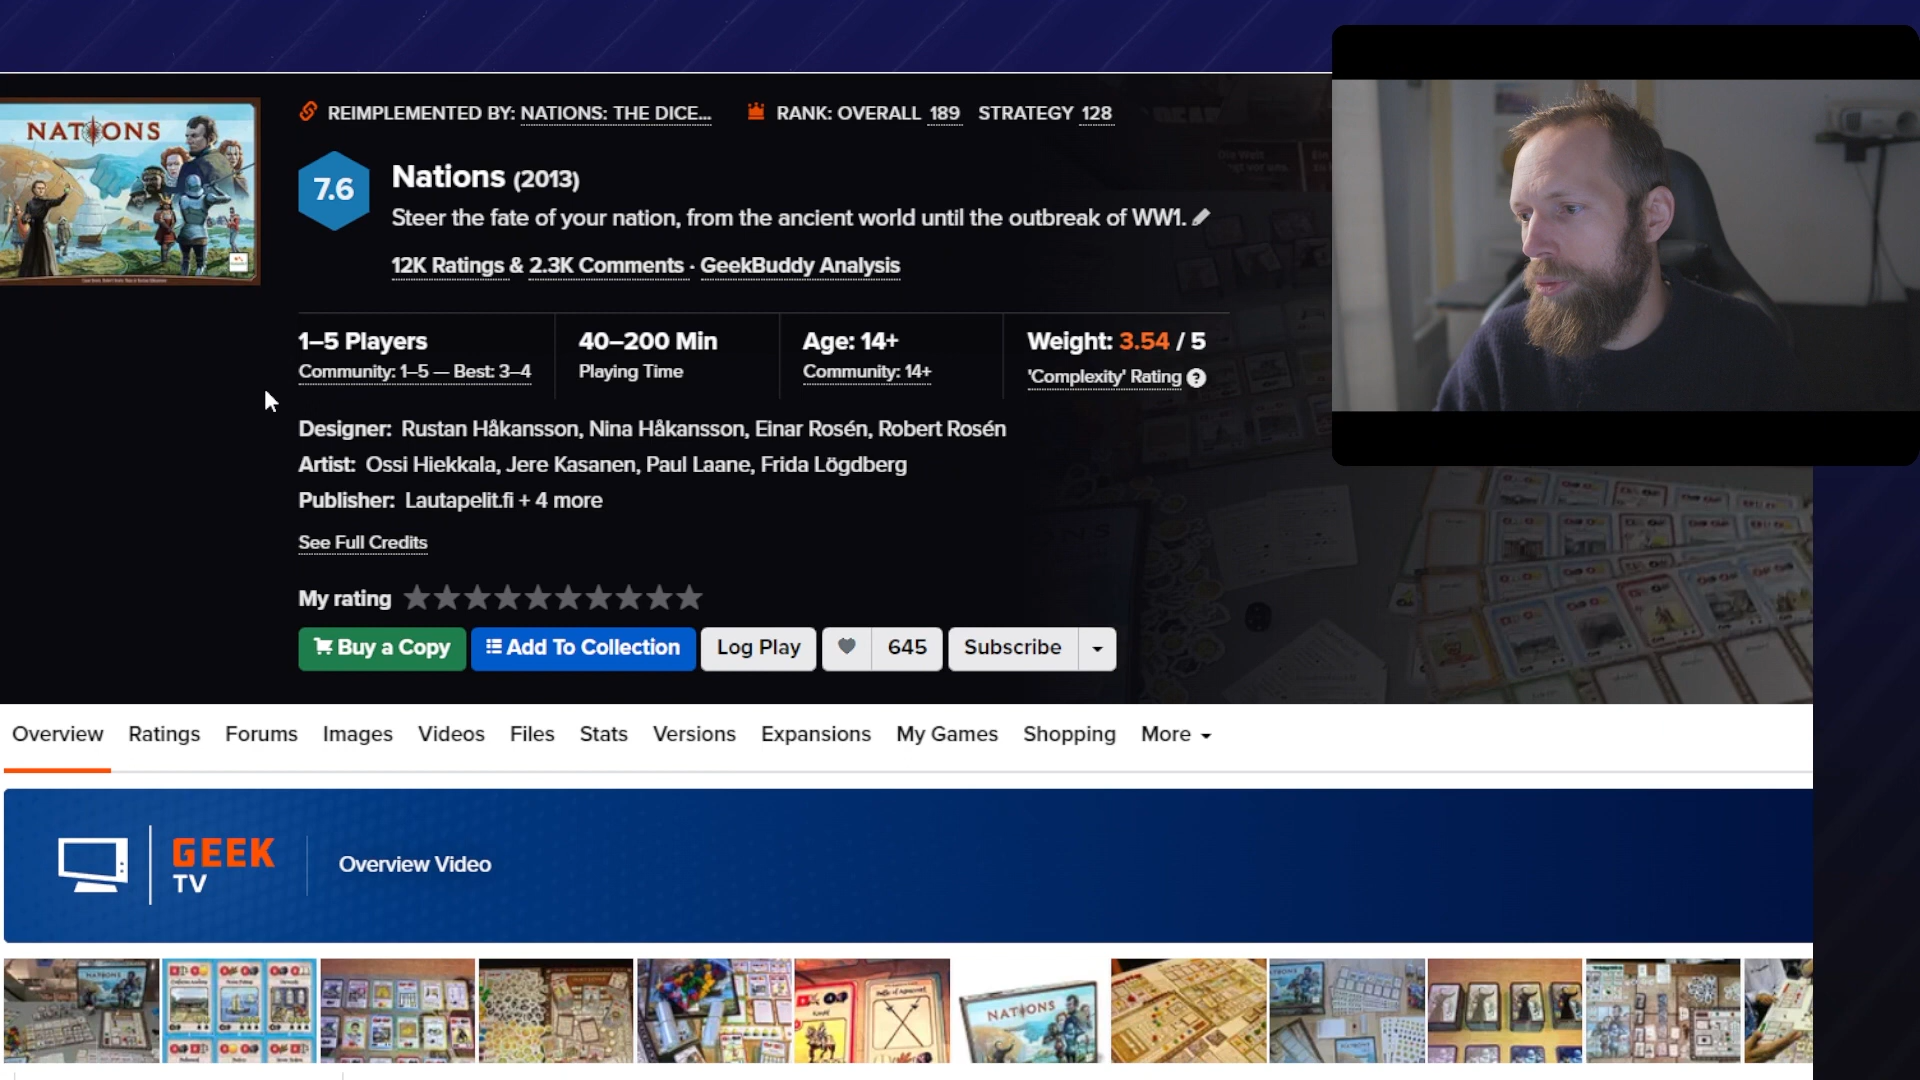 REIMPLEMENTED BY: NATIONS: THE DICE... RANK: OVERALL 189 STRATEGY 128
NATIONS
7.6
Nations (2013)
Steer the fate of your nation, from the ancient world until the outbreak of WW1.
12K Ratings & 2.3K Comments · GeekBuddy Analysis
1–5 Players 40–200 Min Age: 14+ Weight: 3.54 / 5
Community: 1–5 — Best: 3–4 Playing Time Community: 14+ 'Complexity' Rating ?
Designer: Rustan Håkansson, Nina Håkansson, Einar Rosén, Robert Rosén
Artist: Ossi Hiekkala, Jere Kasanen, Paul Laane, Frida Lögdberg
Publisher: Lautapelit.fi + 4 more
See Full Credits
My rating
Buy a Copy Add To Collection Log Play 645 Subscribe
Overview Ratings Forums Images Videos Files Stats Versions Expansions My Games Shopping More
GEEK
TV
Overview Video
NATIONS
NATIONS